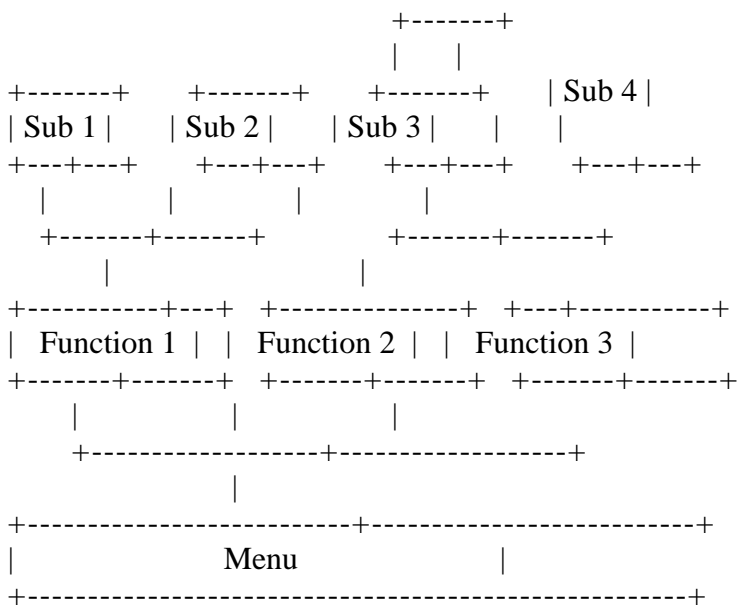 +-------+
|       |
+-------+ +-------+ +-------+ | Sub 4 |
| Sub 1 | | Sub 2 | | Sub 3 | | |
+---+---+ +---+---+ +---+---+ +---+---+
| | | |
+-------+-------+ +-------+-------+
| |
+-----------+---+ +----------------+ +---+-----------+
| Function 1 | | Function 2 | | Function 3 |
+-------+-------+ +-------+-------+ +-------+-------+
| | |
+-------------------+-------------------+
|
+---------------------------+---------------------------+
| Menu |
+-------------------------------------------------------+